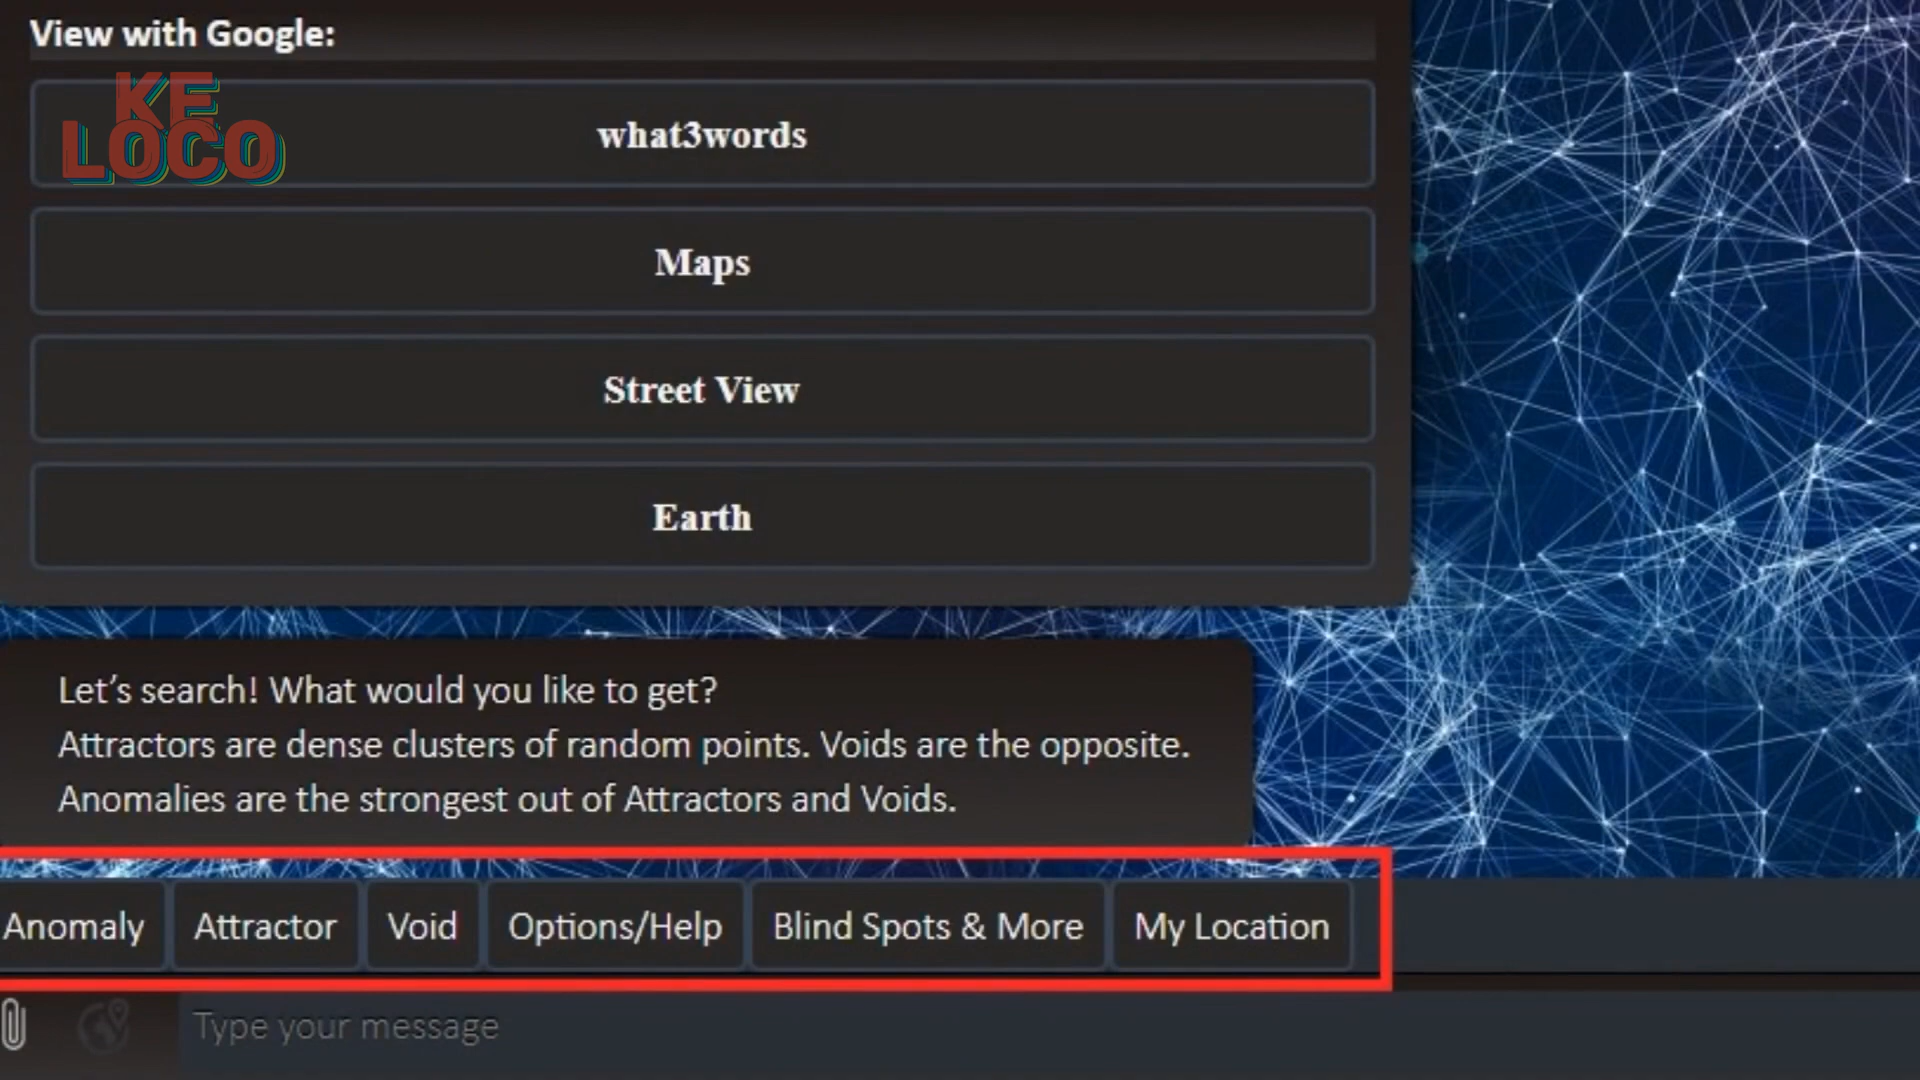 View with Google:
KE
LOCO
what3words
Maps
Street View
Earth
Let's search! What would you like to get?
Attractors are dense clusters of random points. Voids are the opposite.
Anomalies are the strongest out of Attractors and Voids.
Anomaly Attractor Void Options/Help Blind Spots & More My Location
Type your message